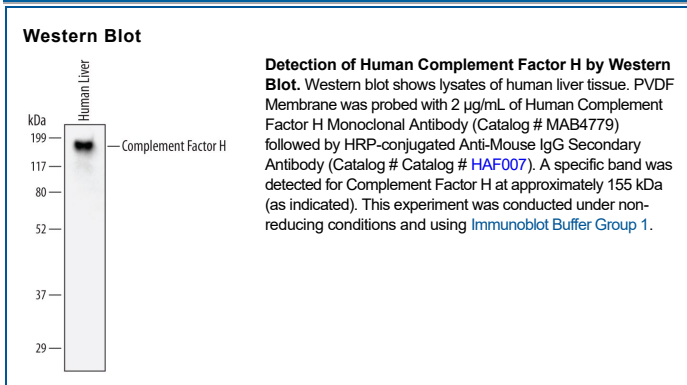 Western Blot
Human Liver
kDa
199
Complement Factor H
117
80
52
37
29
Detection of Human Complement Factor H by Western
Blot. Western blot shows lysates of human liver tissue. PVDF
Membrane was probed with 2 µg/mL of Human Complement
Factor H Monoclonal Antibody (Catalog # MAB4779)
followed by HRP-conjugated Anti-Mouse IgG Secondary
Antibody (Catalog # Catalog # HAF007). A specific band was
detected for Complement Factor H at approximately 155 kDa
(as indicated). This experiment was conducted under non-
reducing conditions and using Immunoblot Buffer Group 1.